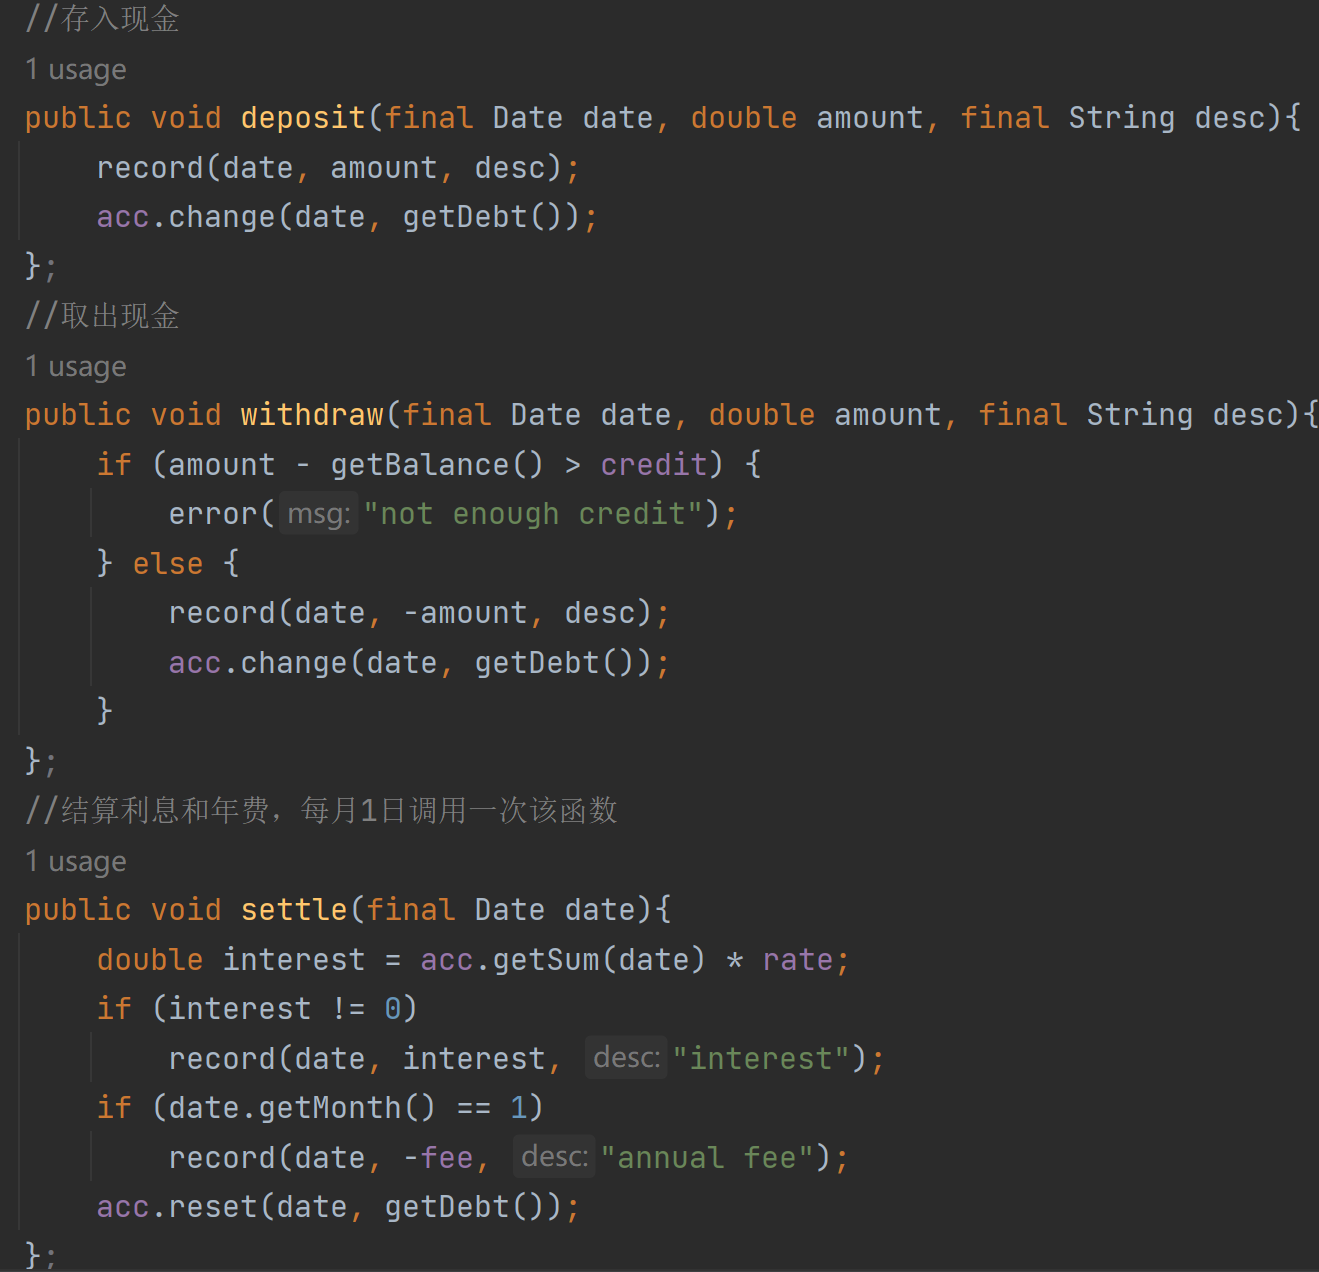 //存入现金
1 usage
public void deposit(final Date date, double amount, final String desc){
    record(date, amount, desc);
    acc.change(date, getDebt());
};
//取出现金
1 usage
public void withdraw(final Date date, double amount, final String desc){
    if (amount - getBalance() > credit) {
        error( msg: "not enough credit");
    } else {
        record(date, -amount, desc);
        acc.change(date, getDebt());
    }
};
//结算利息和年费，每月1日调用一次该函数
1 usage
public void settle(final Date date){
    double interest = acc.getSum(date) * rate;
    if (interest != 0)
        record(date, interest, desc: "interest");
    if (date.getMonth() == 1)
        record(date, -fee, desc: "annual fee");
    acc.reset(date, getDebt());
};